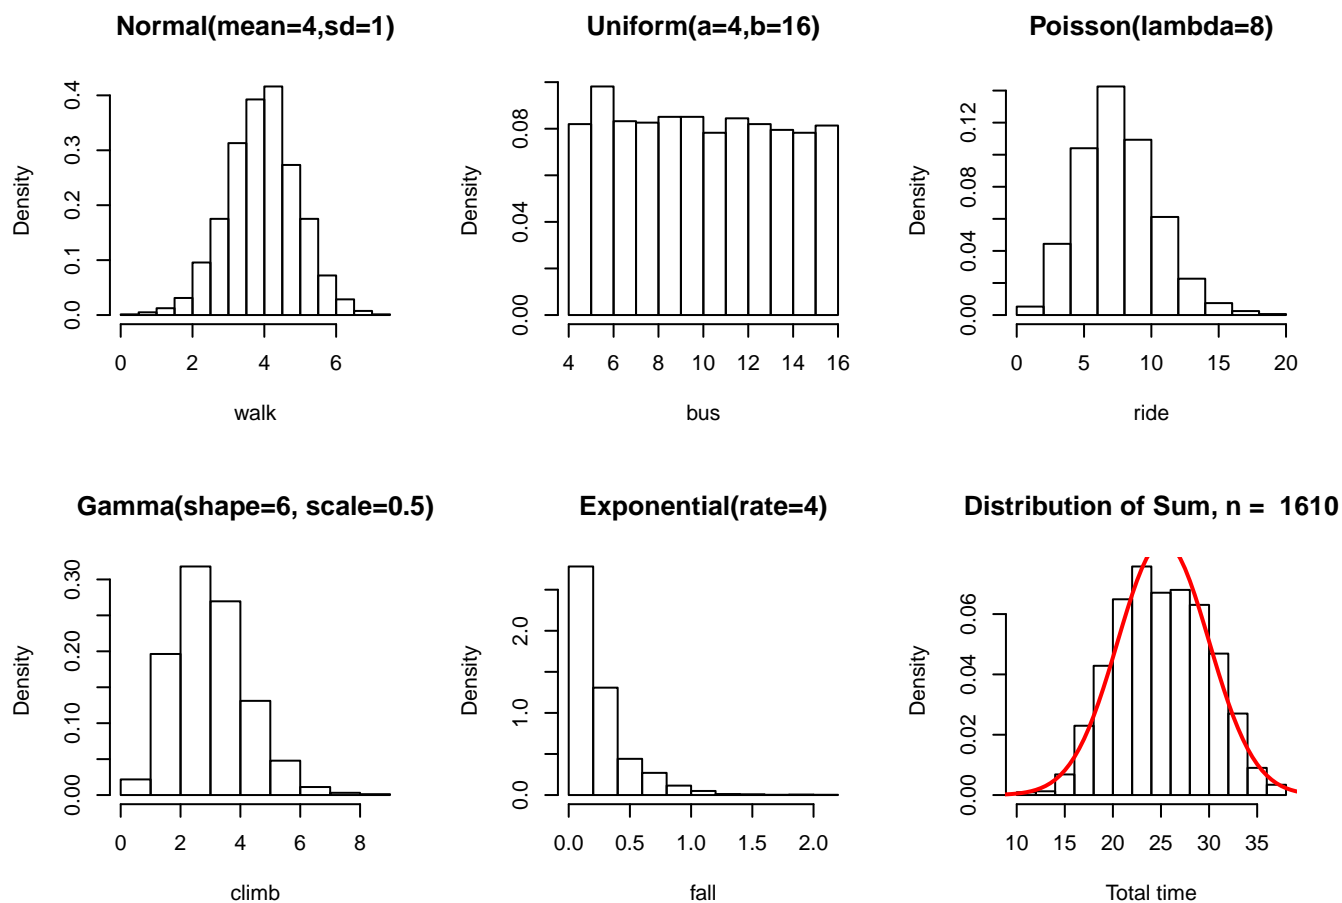 Normal(mean=4,sd=1)
Density
0.0 0.1 0.2 0.3 0.4
0 2 4 6
walk
Uniform(a=4,b=16)
Density
0.00 0.04 0.08
4 6 8 10 12 14 16
bus
Poisson(lambda=8)
Density
0.00 0.04 0.08 0.12
0 5 10 15 20
ride
Gamma(shape=6, scale=0.5)
Density
0.00 0.10 0.20 0.30
0 2 4 6 8
climb
Exponential(rate=4)
Density
0.0 1.0 2.0
0.0 0.5 1.0 1.5 2.0
fall
Distribution of Sum, n =  1610
Density
0.00 0.02 0.04 0.06
10 15 20 25 30 35
Total time